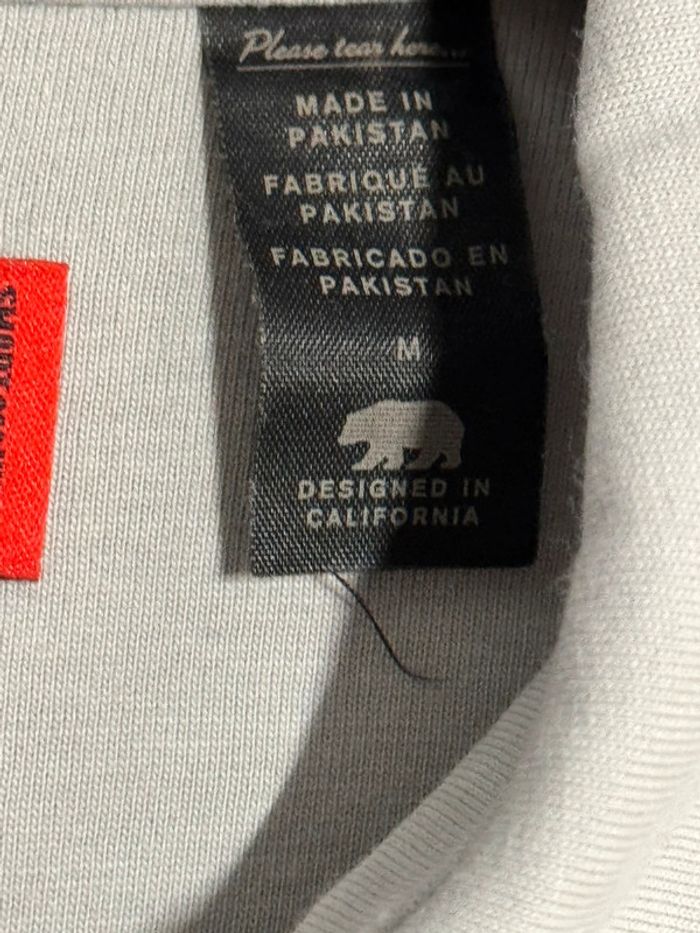 Please tear here...
MADE IN
PAKISTAN
FABRIQUÉ AU
PAKISTAN
FABRICADO EN
PAKISTAN
M
DESIGNED IN
CALIFORNIA